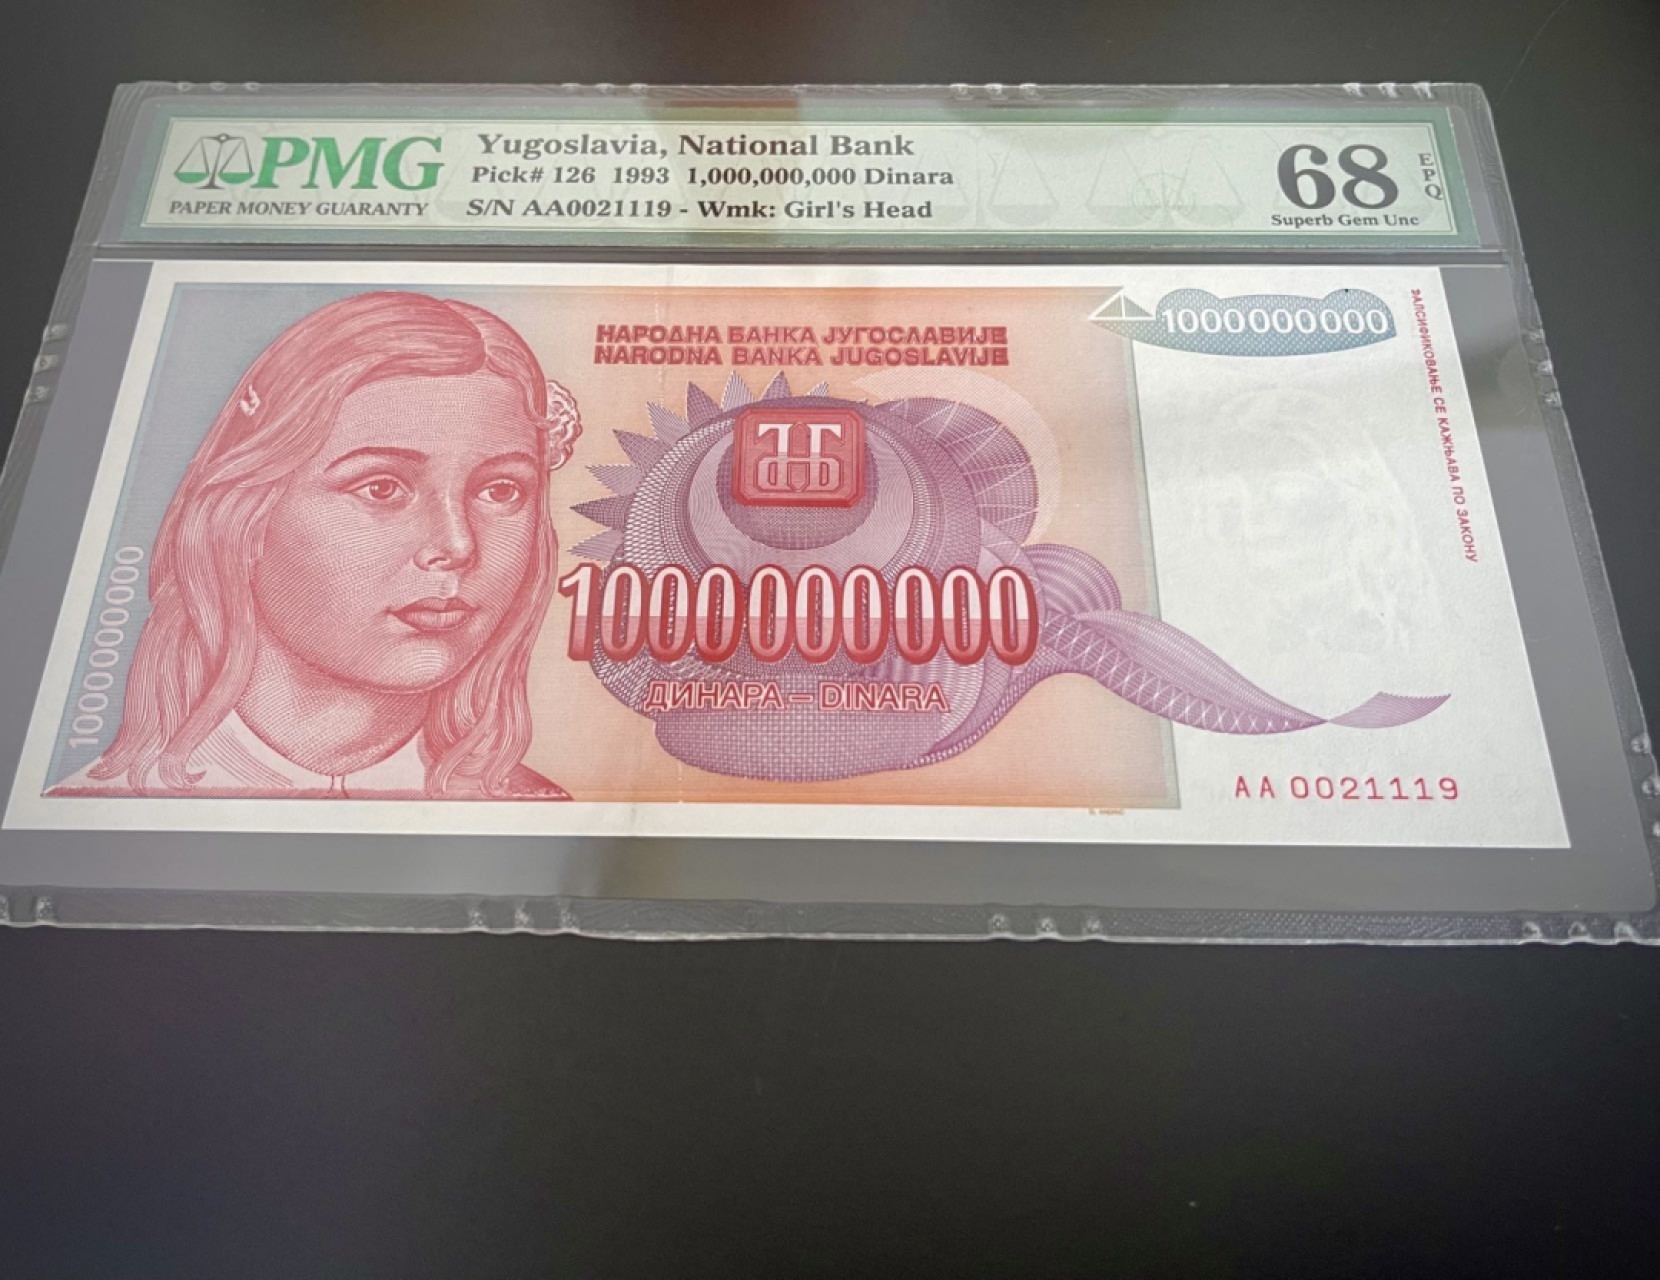 PMG
PAPER MONEY GUARANTY
Yugoslavia, National Bank
Pick# 126 1993 1,000,000,000 Dinara
S/N AA0021119 - Wmk: Girl's Head
68
EPQ
Superb Gem Unc
НАРОДНА БАНКА ЈУГОСЛАВИЈЕ
NARODNA BANKA JUGOSLAVIJE
1000000000
ФАЛСИФИКОВАЊЕ СЕ КАЖЊАВА ПО ЗАКОНУ
1000000000
1000000000
ДИНАРА – DINARA
AA 0021119